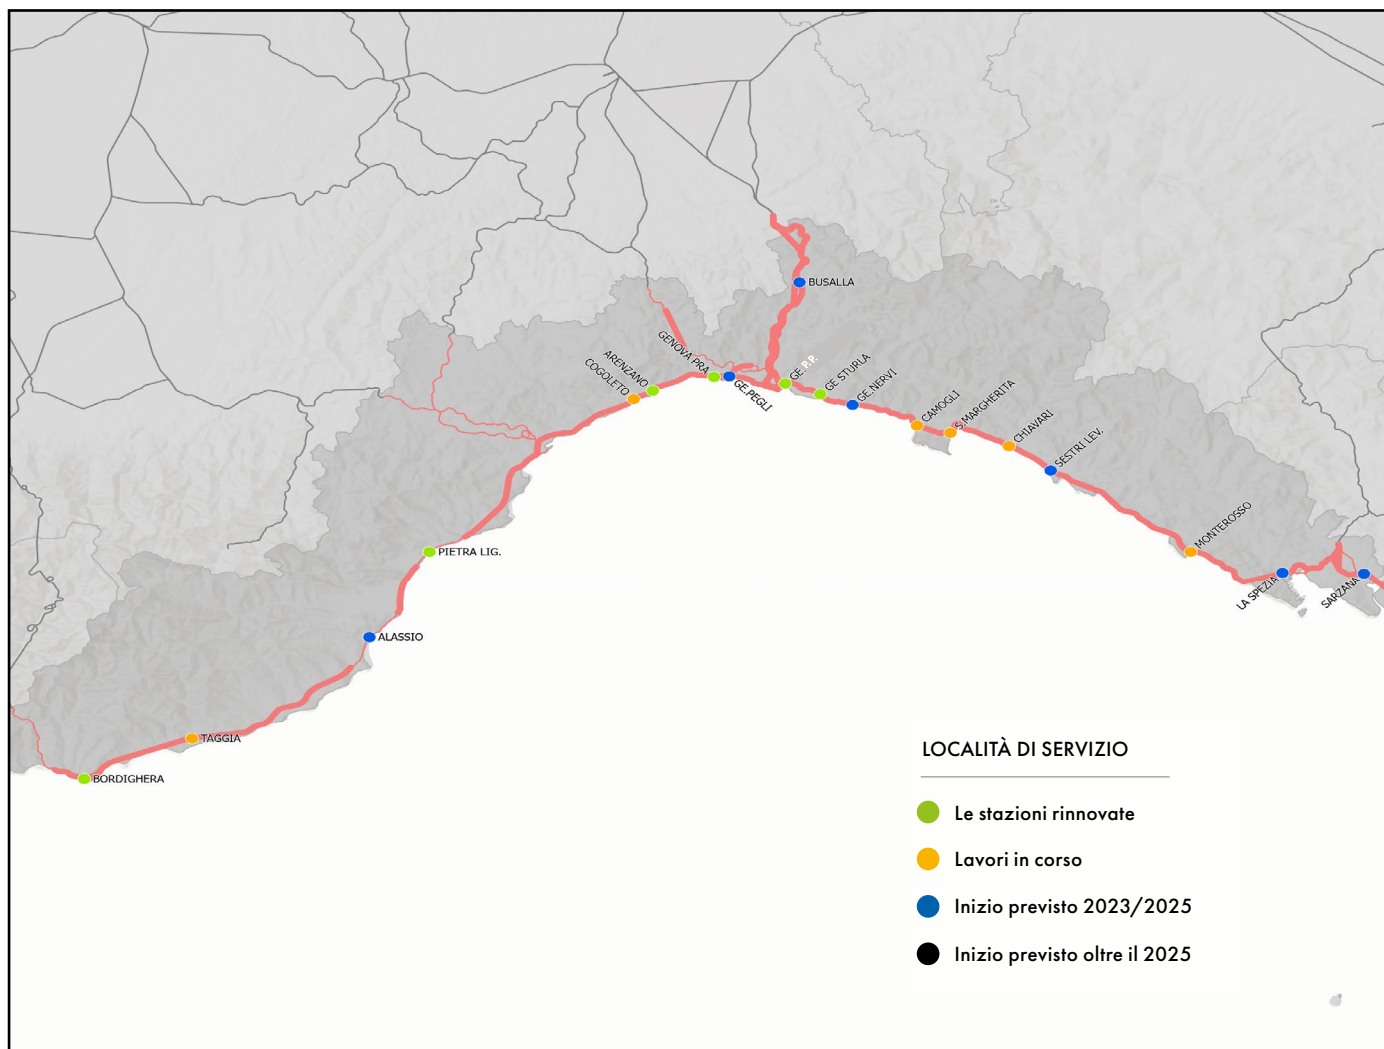 BUSALLA
GENOVA PRA
ARENZANO
COGOLETO
GE.PEGLI
GE. P.P.
GE STURLA
GE.NERVI
CAMOGLI
S.MARGHERITA
CHIAVARI
SESTRI LEV.
MONTEROSSO
LA SPEZIA
SARZANA
PIETRA LIG.
ALASSIO
TAGGIA
BORDIGHERA
LOCALITÀ DI SERVIZIO
Le stazioni rinnovate
Lavori in corso
Inizio previsto 2023/2025
Inizio previsto oltre il 2025